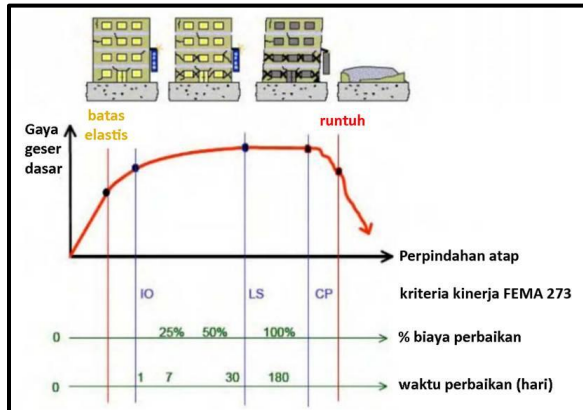 batas
elastis
runtuh
Gaya
geser
dasar
Perpindahan atap
IO LS CP kriteria kinerja FEMA 273
0 25% 50% 100% % biaya perbaikan
0 1 7 30 180 waktu perbaikan (hari)